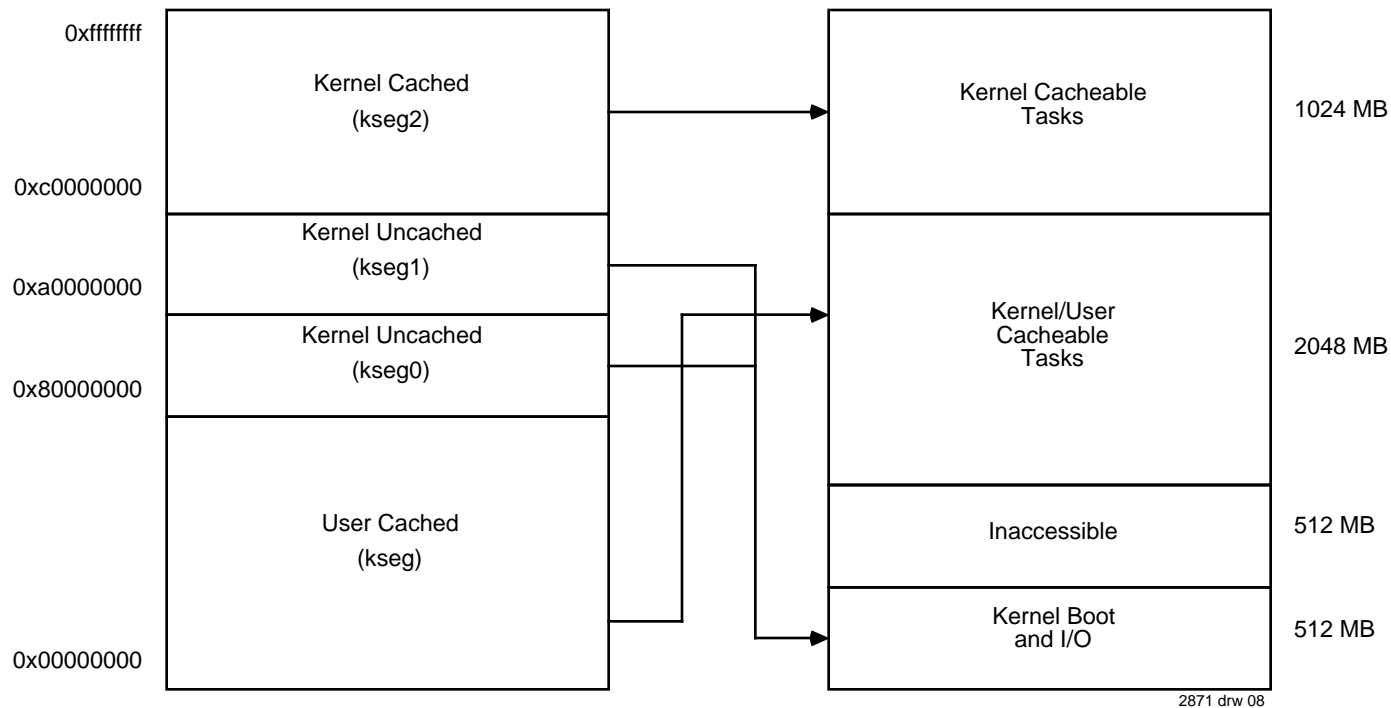 0xffffffff
Kernel Cached
(kseg2)
0xc0000000
Kernel Uncached
(kseg1)
0xa0000000
Kernel Uncached
(kseg0)
0x80000000
User Cached
(kseg)
0x00000000
Kernel Cacheable
Tasks
1024 MB
Kernel/User
Cacheable
Tasks
2048 MB
Inaccessible
512 MB
Kernel Boot
and I/O
512 MB
2871 drw 08